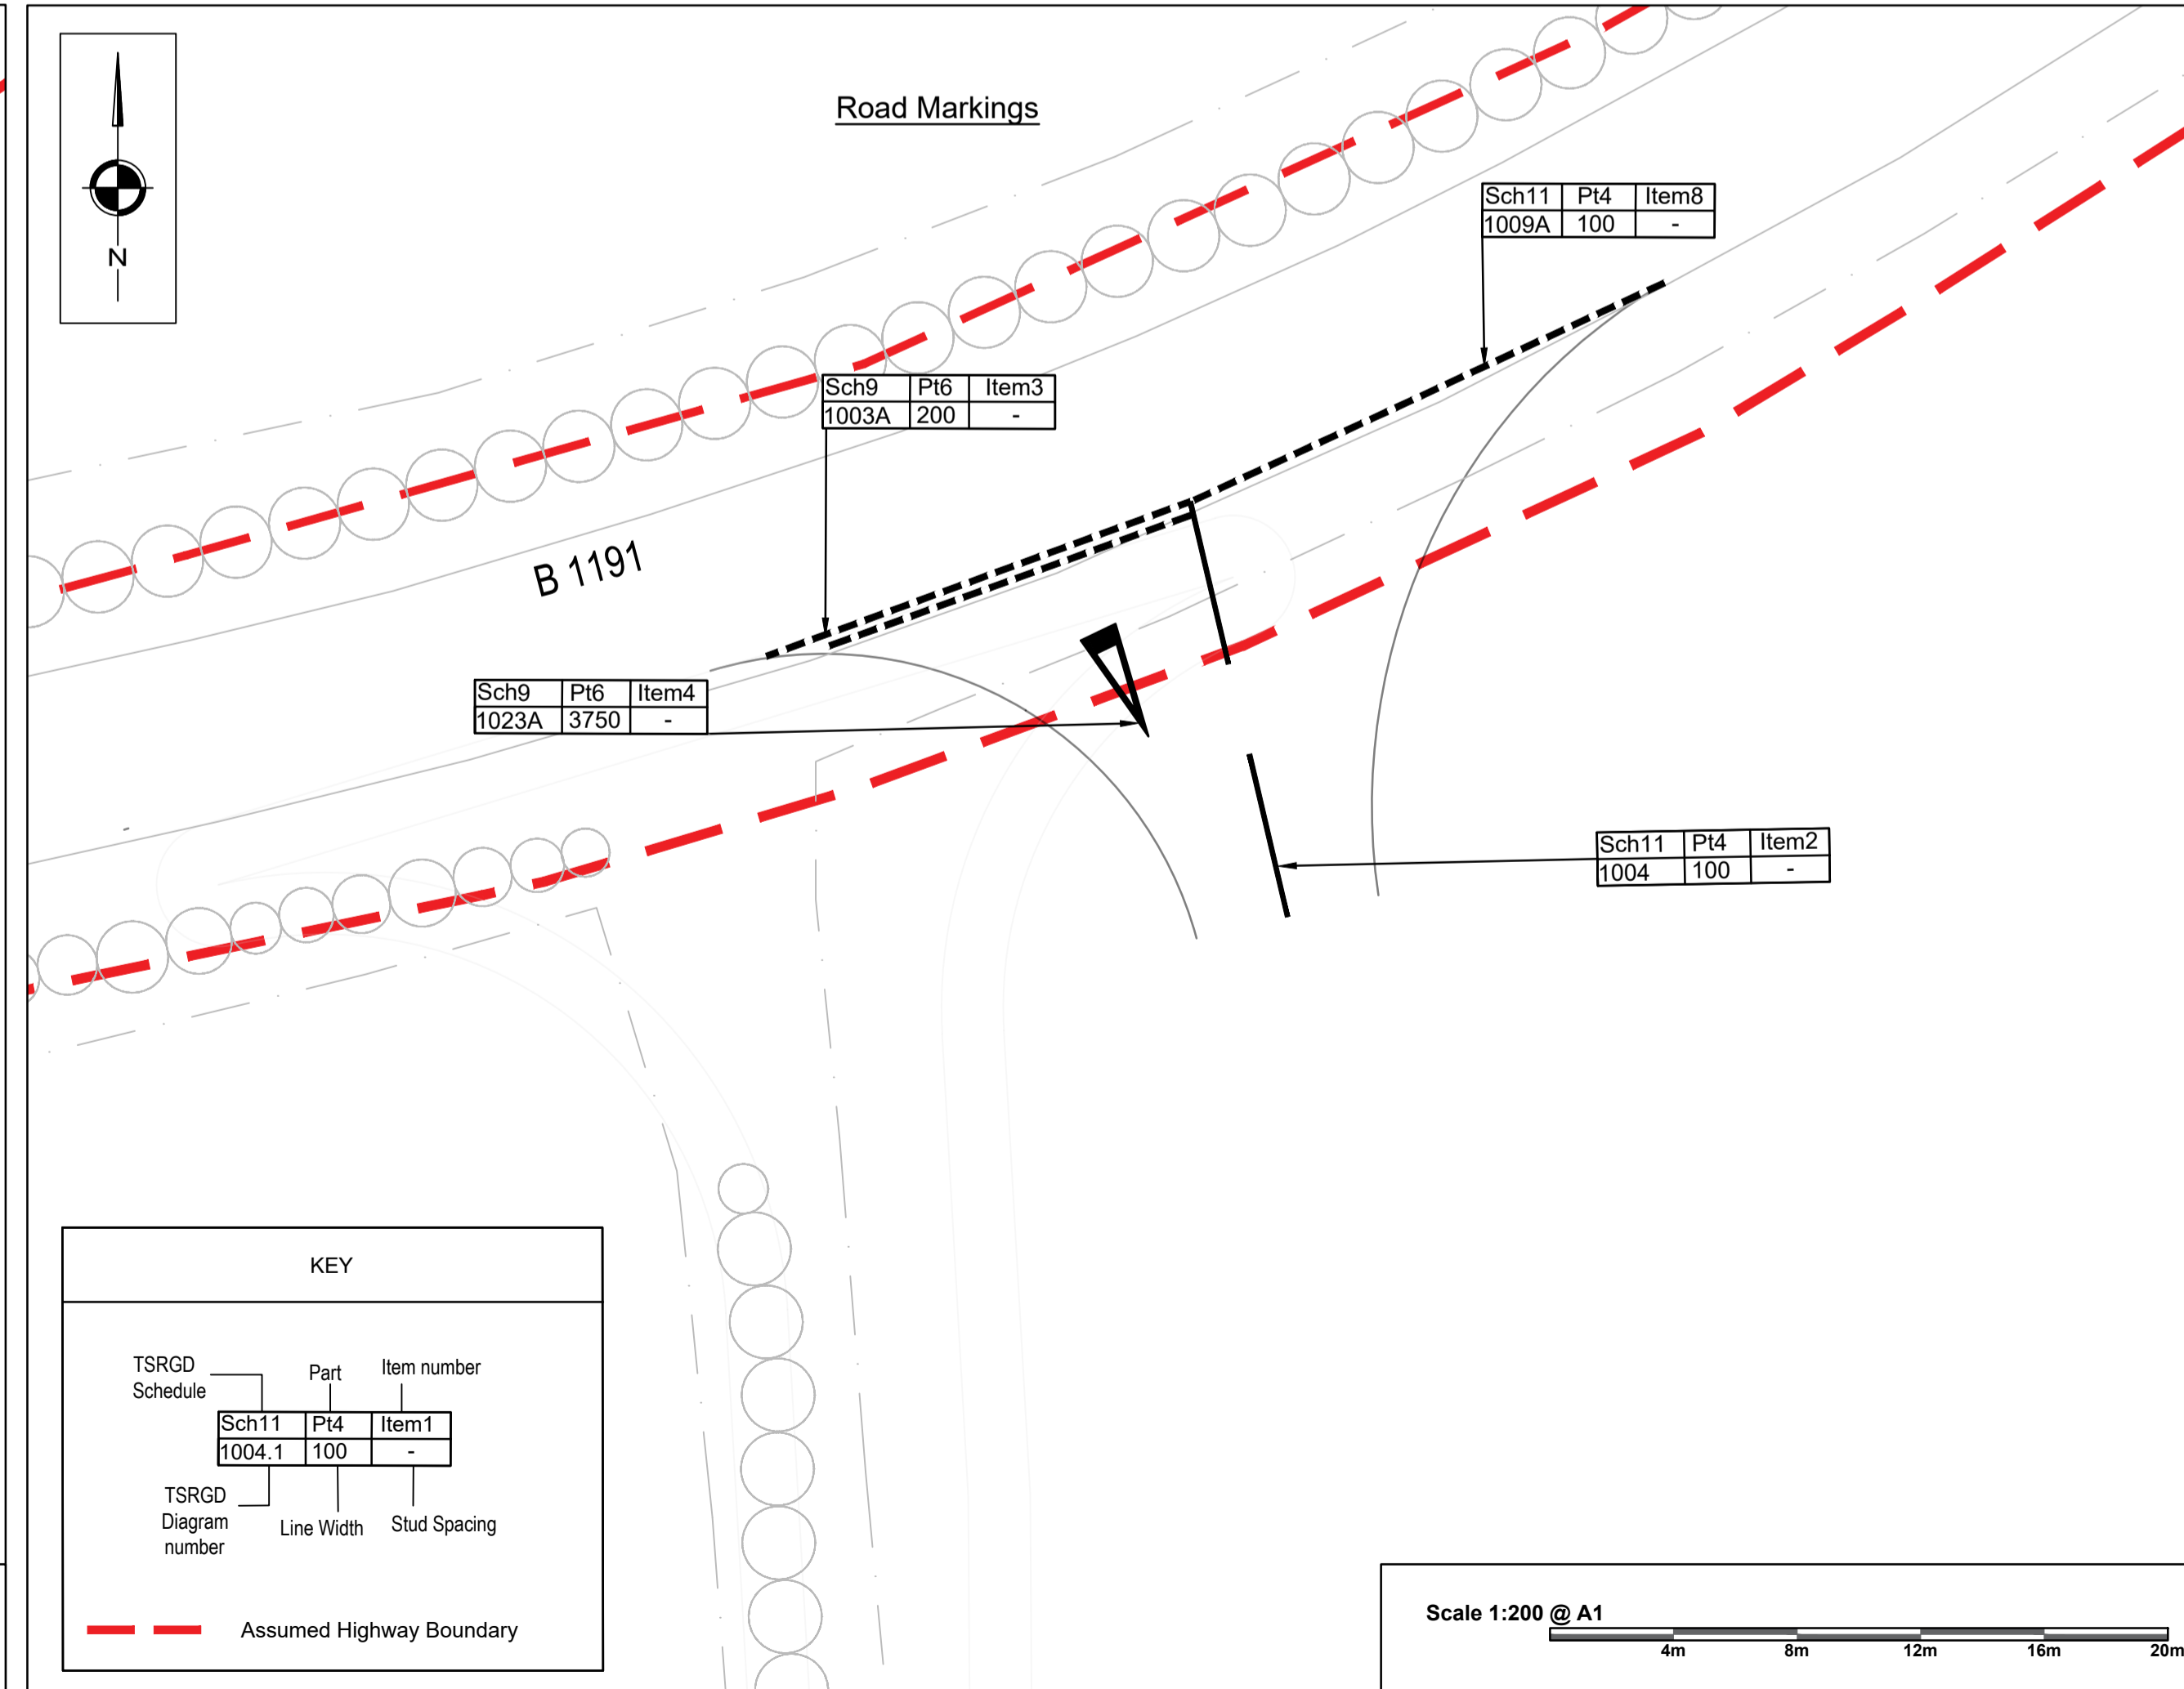 Road Markings
N
Sch11 Pt4 Item8
1009A 100 -
Sch9 Pt6 Item3
1003A 200 -
B 1191
Sch9 Pt6 Item4
1023A 3750 -
Sch11 Pt4 Item2
1004 100 -
KEY
TSRGD
Schedule
Part
Item number
Sch11 Pt4 Item1
1004.1 100 -
TSRGD
Diagram
number
Line Width
Stud Spacing
Assumed Highway Boundary
Scale 1:200 @ A1
4m 8m 12m 16m 20m